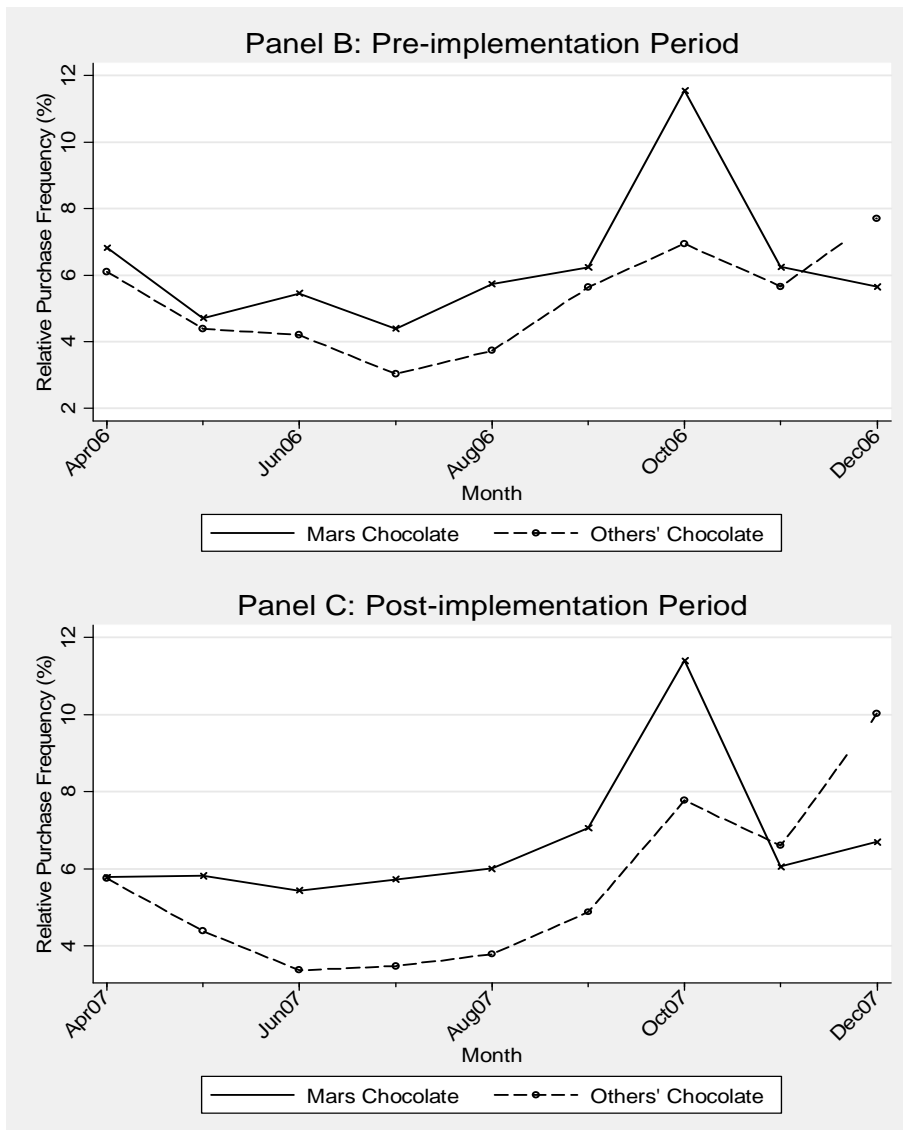 Panel B: Pre-implementation Period
Relative Purchase Frequency (%)
12
10
8
6
4
2
Apr06 Jun06 Aug06 Oct06 Dec06
Month
Mars Chocolate Others' Chocolate
Panel C: Post-implementation Period
Relative Purchase Frequency (%)
12
10
8
6
4
Apr07 Jun07 Aug07 Oct07 Dec07
Month
Mars Chocolate Others' Chocolate